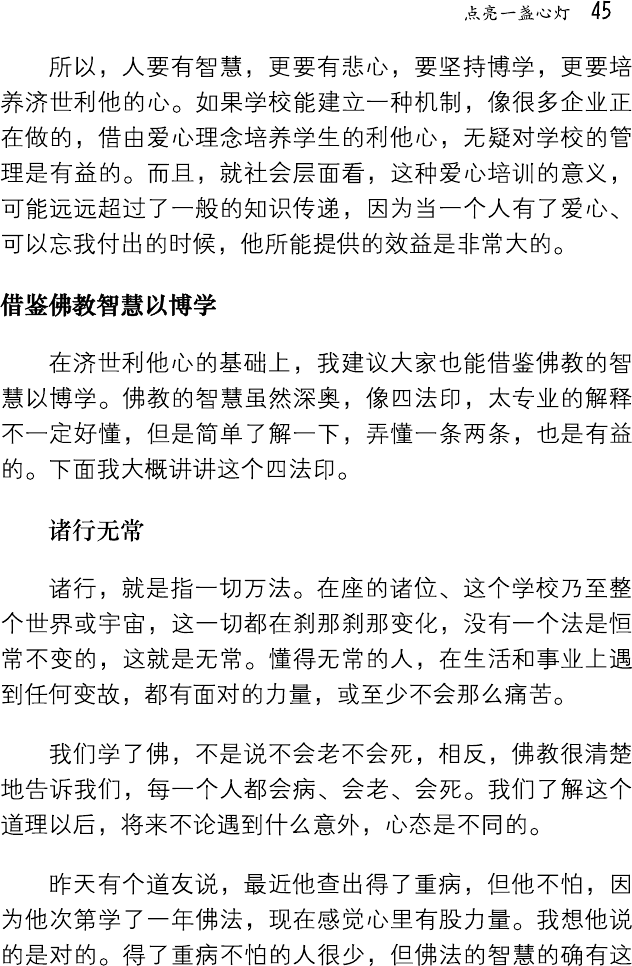 点亮一盏心灯 45
所以，人要有智慧，更要有悲心，要坚持博学，更要培
养济世利他的心。如果学校能建立一种机制，像很多企业正
在做的，借由爱心理念培养学生的利他心，无疑对学校的管
理是有益的。而且，就社会层面看，这种爱心培训的意义，
可能远远超过了一般的知识传递，因为当一个人有了爱心、
可以忘我付出的时候，他所能提供的效益是非常大的。
借鉴佛教智慧以博学
在济世利他心的基础上，我建议大家也能借鉴佛教的智
慧以博学。佛教的智慧虽然深奥，像四法印，太专业的解释
不一定好懂，但是简单了解一下，弄懂一条两条，也是有益
的。下面我大概讲讲这个四法印。
诸行无常
诸行，就是指一切万法。在座的诸位、这个学校乃至整
个世界或宇宙，这一切都在刹那刹那变化，没有一个法是恒
常不变的，这就是无常。懂得无常的人，在生活和事业上遇
到任何变故，都有面对的力量，或至少不会那么痛苦。
我们学了佛，不是说不会老不会死，相反，佛教很清楚
地告诉我们，每一个人都会病、会老、会死。我们了解这个
道理以后，将来不论遇到什么意外，心态是不同的。
昨天有个道友说，最近他查出得了重病，但他不怕，因
为他次第学了一年佛法，现在感觉心里有股力量。我想他说
的是对的。得了重病不怕的人很少，但佛法的智慧的确有这